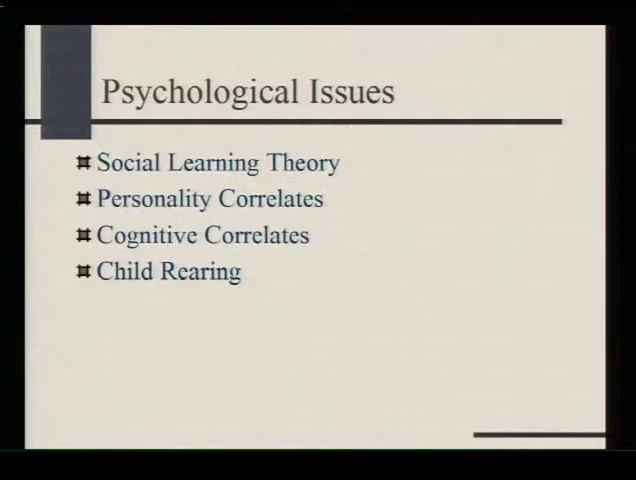 Psychological Issues
Social Learning Theory
Personality Correlates
Cognitive Correlates
Child Rearing